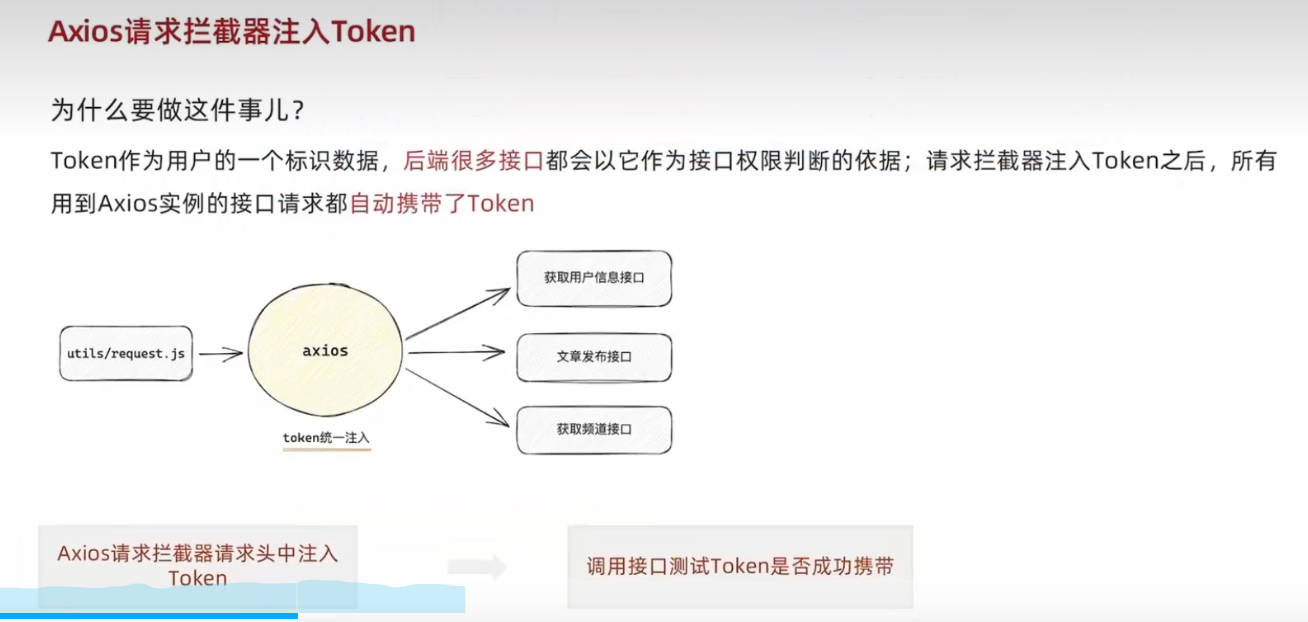 Axios请求拦截器注入Token
为什么要做这件事儿？
Token作为用户的一个标识数据，后端很多接口都会以它作为接口权限判断的依据；请求拦截器注入Token之后，所有
用到Axios实例的接口请求都自动携带了Token
获取用户信息接口
utils/request.js
axios
文章发布接口
获取频道接口
token统一注入
Axios请求拦截器请求头中注入
Token
调用接口测试Token是否成功携带